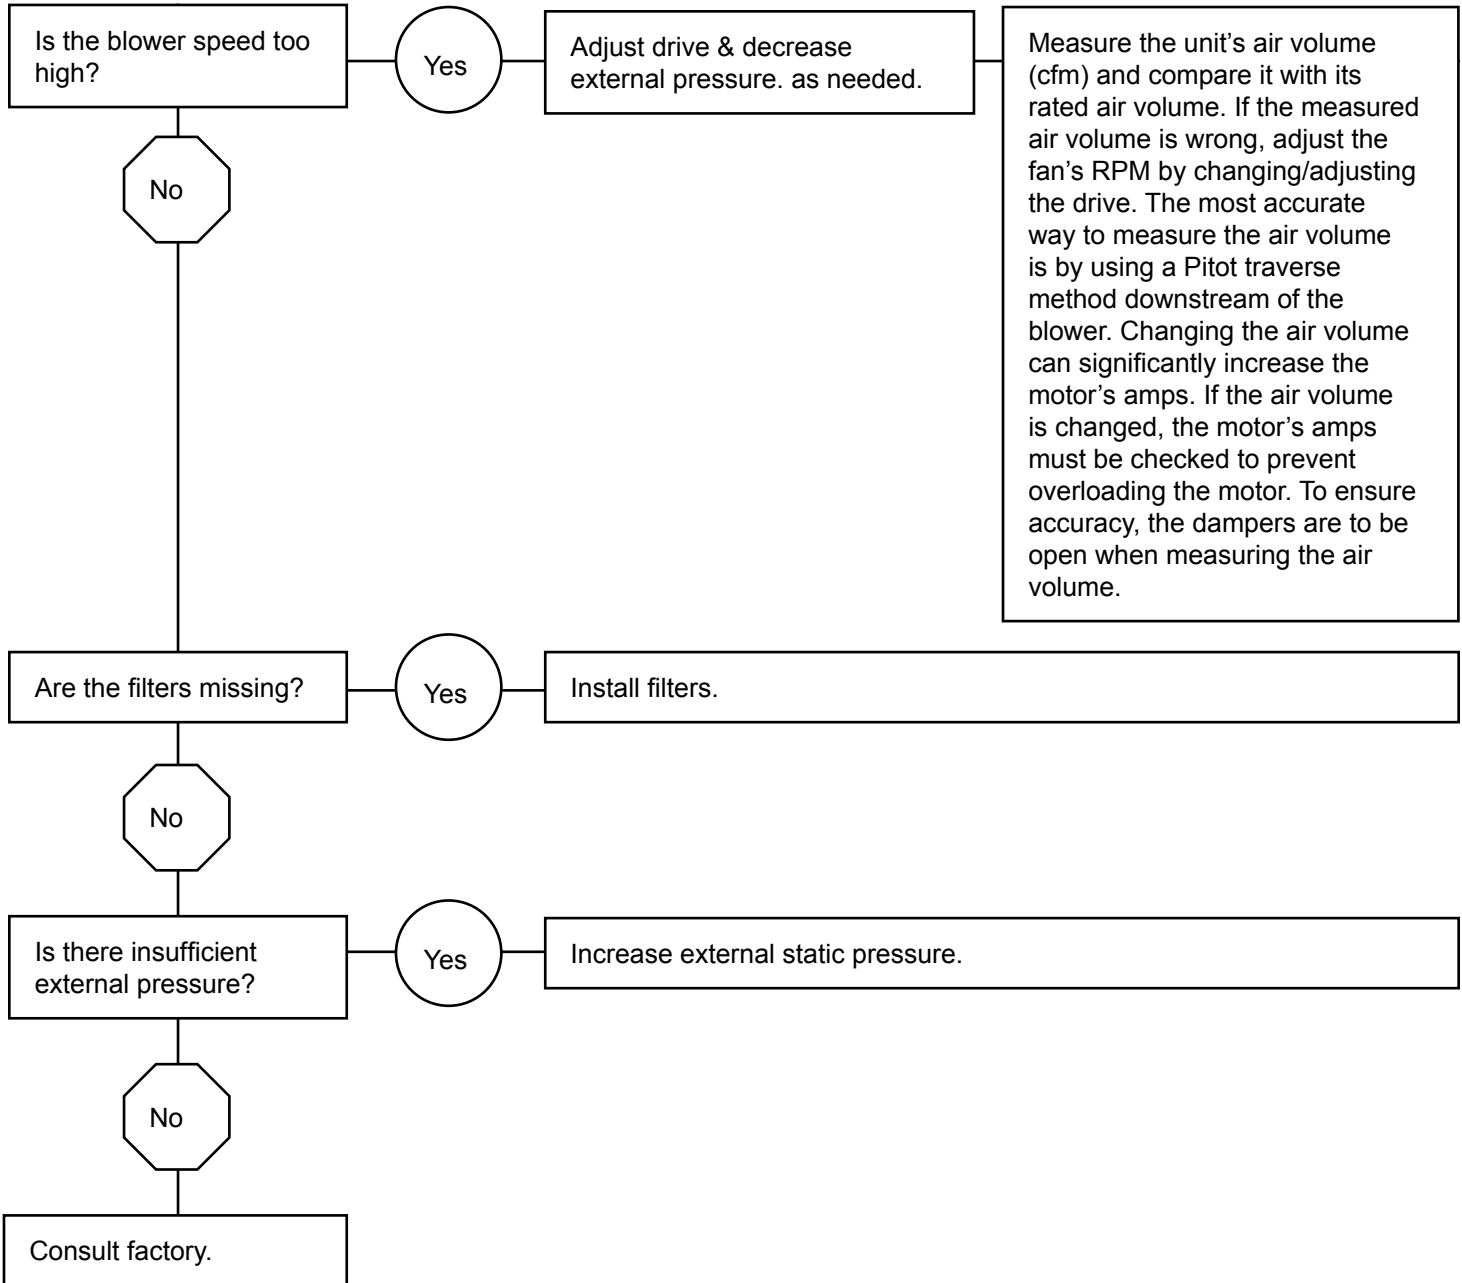 Is the blower speed too
high?
Yes
Adjust drive & decrease
external pressure. as needed.
Measure the unit’s air volume
(cfm) and compare it with its
rated air volume. If the measured
air volume is wrong, adjust the
fan’s RPM by changing/adjusting
the drive. The most accurate
way to measure the air volume
is by using a Pitot traverse
method downstream of the
blower. Changing the air volume
can significantly increase the
motor’s amps. If the air volume
is changed, the motor’s amps
must be checked to prevent
overloading the motor. To ensure
accuracy, the dampers are to be
open when measuring the air
volume.
No
Are the filters missing?
Yes
Install filters.
No
Is there insufficient
external pressure?
Yes
Increase external static pressure.
No
Consult factory.